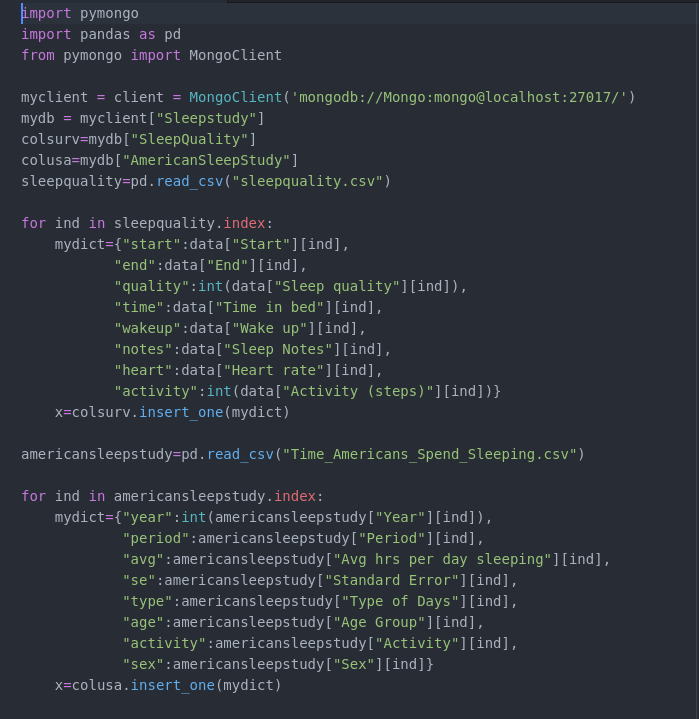 import pymongo
import pandas as pd
from pymongo import MongoClient

myclient = client = MongoClient('mongodb://Mongo:mongo@localhost:27017/')
mydb = myclient["Sleepstudy"]
colsurv=mydb["SleepQuality"]
colusa=mydb["AmericanSleepStudy"]
sleepquality=pd.read_csv("sleepquality.csv")

for ind in sleepquality.index:
    mydict={"start":data["Start"][ind],
           "end":data["End"][ind],
           "quality":int(data["Sleep quality"][ind]),
           "time":data["Time in bed"][ind],
           "wakeup":data["Wake up"][ind],
           "notes":data["Sleep Notes"][ind],
           "heart":data["Heart rate"][ind],
           "activity":int(data["Activity (steps)"][ind])}
    x=colsurv.insert_one(mydict)

americansleepstudy=pd.read_csv("Time_Americans_Spend_Sleeping.csv")

for ind in americansleepstudy.index:
    mydict={"year":int(americansleepstudy["Year"][ind]),
            "period":americansleepstudy["Period"][ind],
            "avg":americansleepstudy["Avg hrs per day sleeping"][ind],
            "se":americansleepstudy["Standard Error"][ind],
            "type":americansleepstudy["Type of Days"][ind],
            "age":americansleepstudy["Age Group"][ind],
            "activity":americansleepstudy["Activity"][ind],
            "sex":americansleepstudy["Sex"][ind]}
    x=colusa.insert_one(mydict)